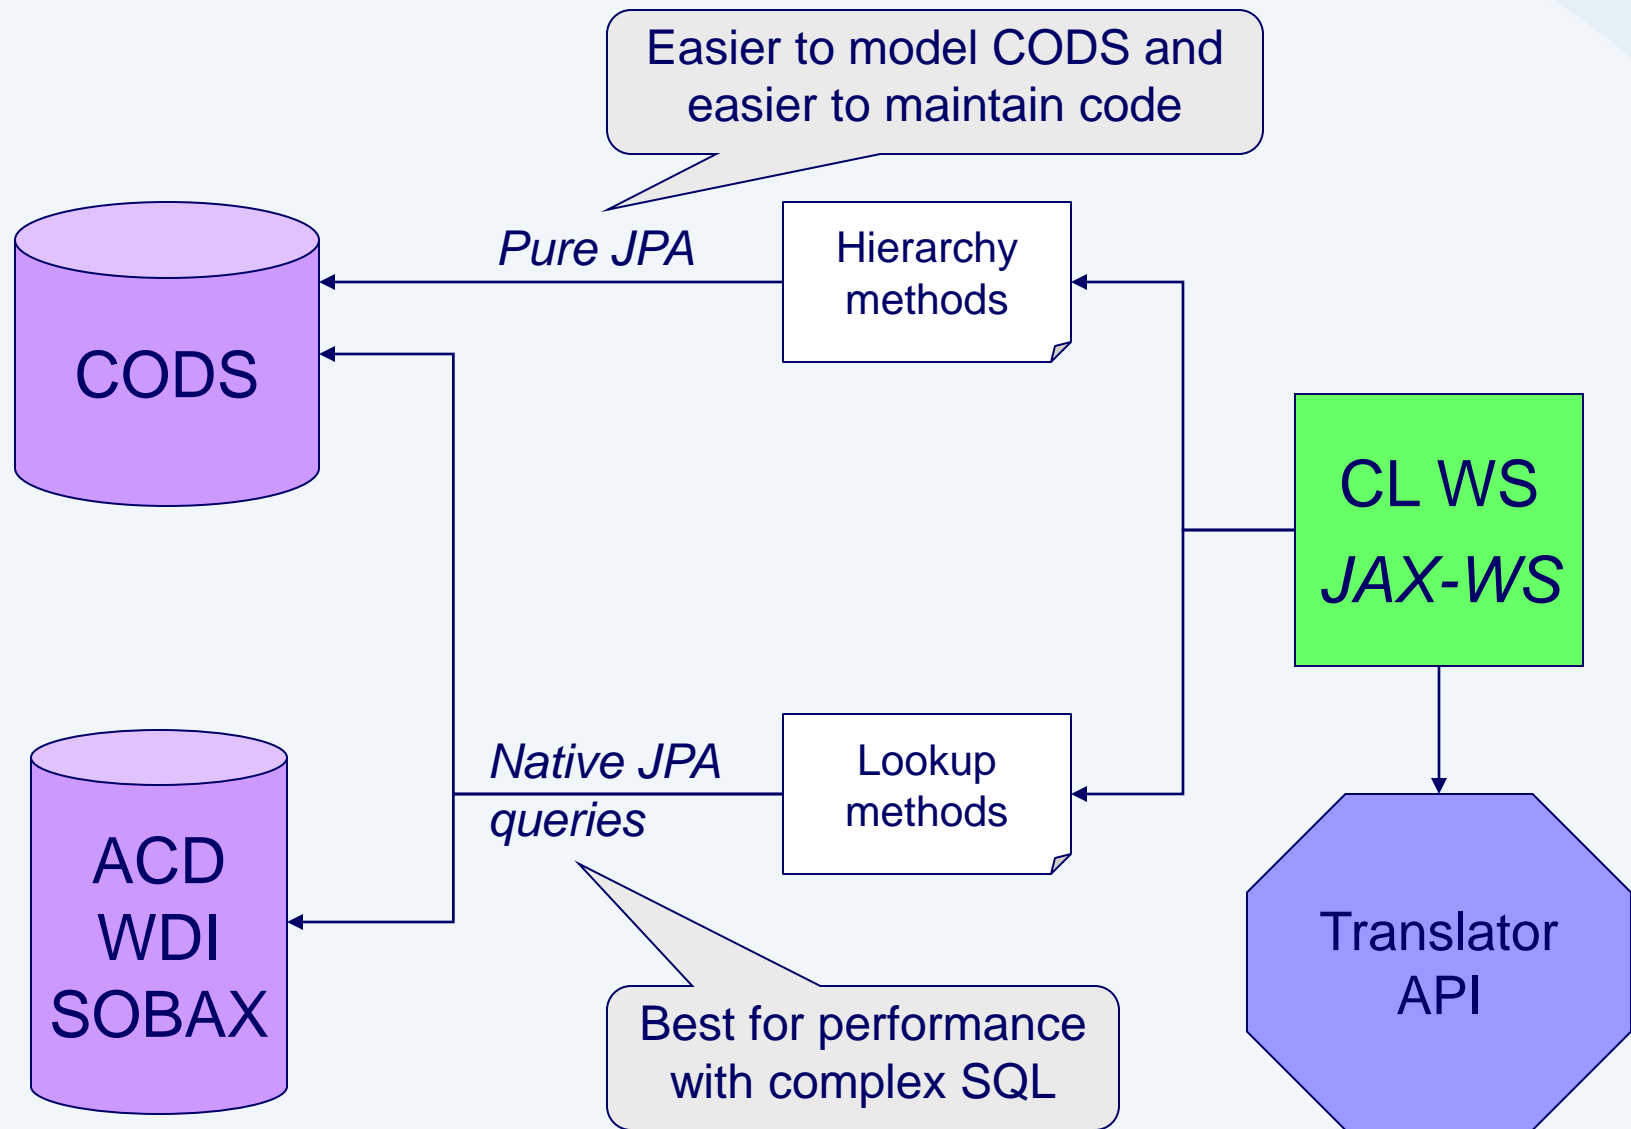 Easier to model CODS and
easier to maintain code
Pure JPA
Hierarchy
methods
CODS
CL WS
JAX-WS
Native JPA
queries
Lookup
methods
ACD
WDI
SOBAX
Translator
API
Best for performance
with complex SQL